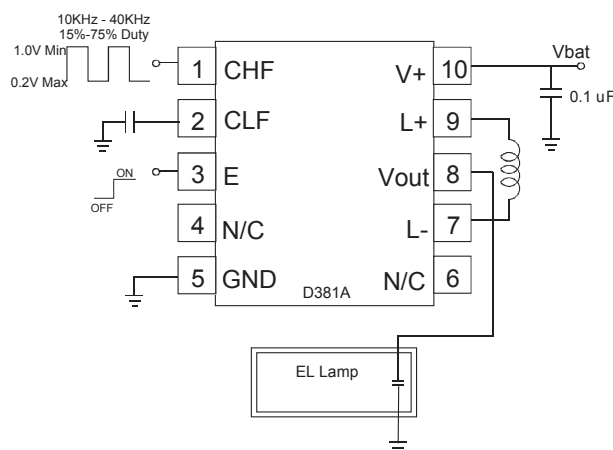 10KHz - 40KHz
15%-75% Duty
1.0V Min
0.2V Max
1 CHF
2 CLF
3 E
ON
OFF
4 N/C
5 GND
V+ 10
Vbat
0.1 uF
L+ 9
Vout 8
L- 7
N/C 6
D381A
EL Lamp